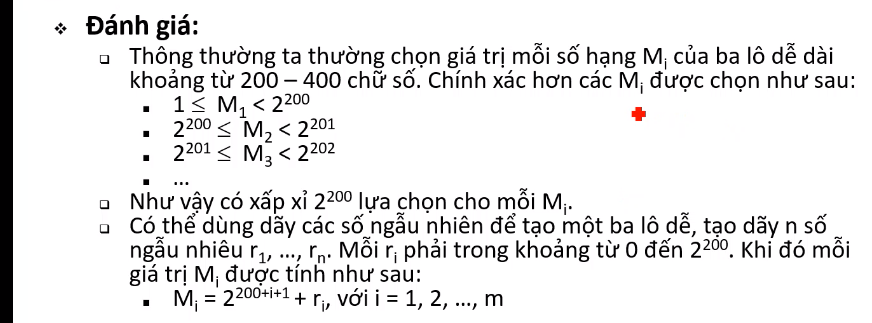 ❖ Đánh giá:
❑ Thông thường ta thường chọn giá trị mỗi số hạng Mᵢ của ba lô dễ dài
khoảng từ 200 – 400 chữ số. Chính xác hơn các Mᵢ được chọn như sau:
▪ 1 ≤ M₁ < 2²⁰⁰
▪ 2²⁰⁰ ≤ M₂ < 2²⁰¹
▪ 2²⁰¹ ≤ M₃ < 2²⁰²
▪ ...
❑ Như vậy có xấp xỉ 2²⁰⁰ lựa chọn cho mỗi Mᵢ.
❑ Có thể dùng dãy các số ngẫu nhiên để tạo một ba lô dễ, tạo dãy n số
ngẫu nhiêu r₁, ..., rₙ. Mỗi rᵢ phải trong khoảng từ 0 đến 2²⁰⁰. Khi đó mỗi
giá trị Mᵢ được tính như sau:
▪ Mᵢ = 2²⁰⁰⁺ⁱ⁺¹ + rᵢ, với i = 1, 2, ..., m